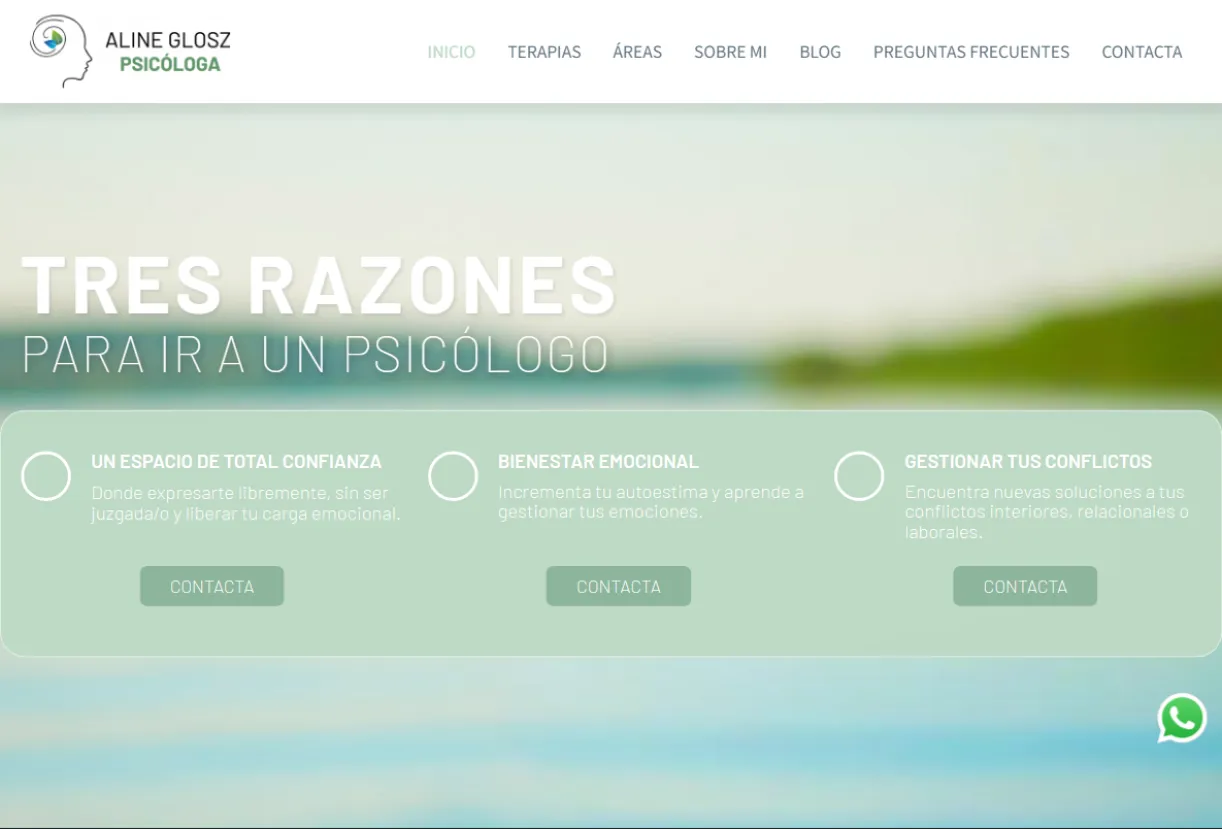 ALINE GLOSZ
PSICÓLOGA
INICIO TERAPIAS ÁREAS SOBRE MI BLOG PREGUNTAS FRECUENTES CONTACTA
TRES RAZONES
PARA IR A UN PSICÓLOGO
UN ESPACIO DE TOTAL CONFIANZA
Donde expresarte libremente, sin ser
juzgada/o y liberar tu carga emocional.
CONTACTA
BIENESTAR EMOCIONAL
Incrementa tu autoestima y aprende a
gestionar tus emociones.
CONTACTA
GESTIONAR TUS CONFLICTOS
Encuentra nuevas soluciones a tus
conflictos interiores, relacionales o
laborales.
CONTACTA